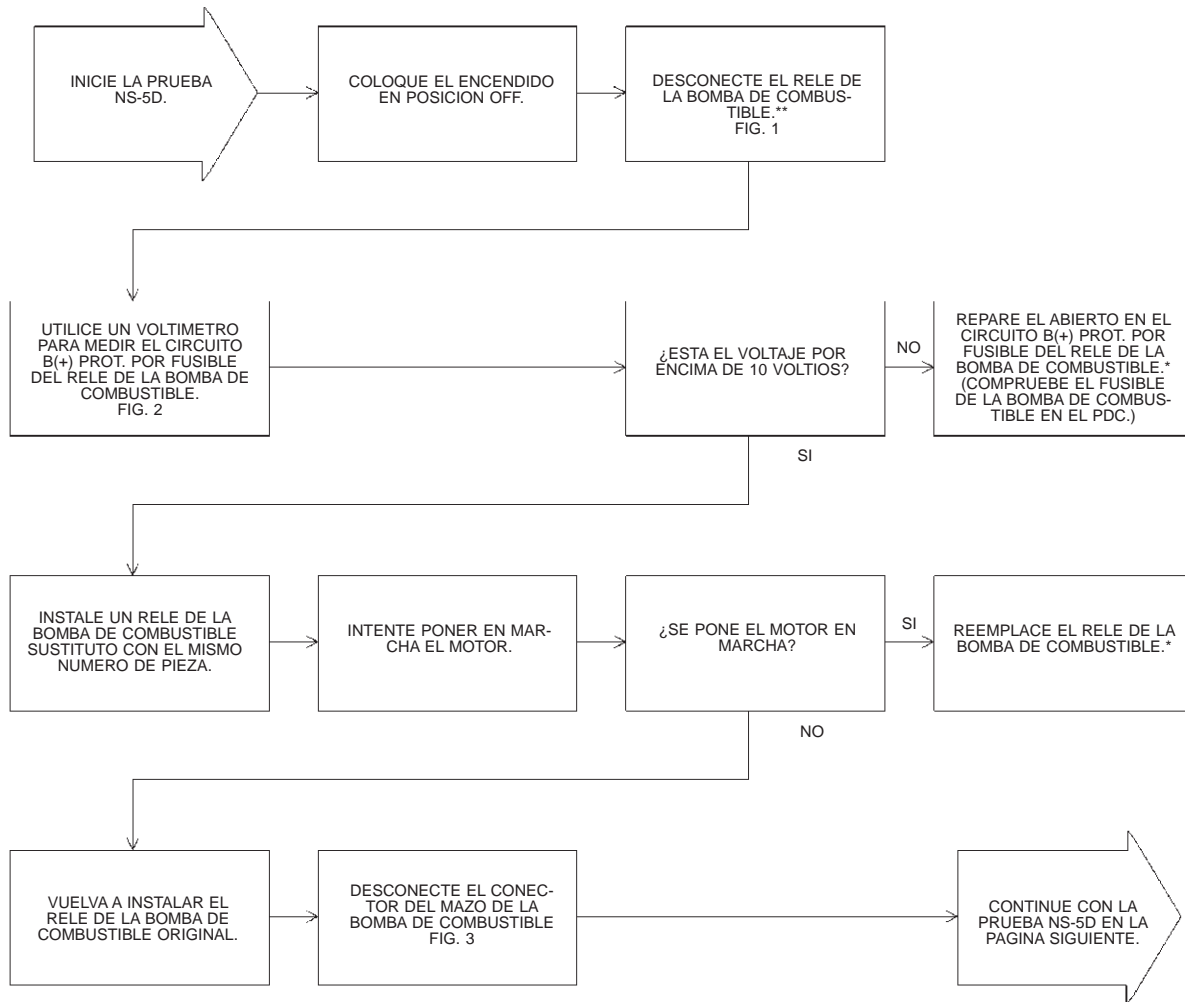 INICIE LA PRUEBA
NS-5D.
COLOQUE EL ENCENDIDO
EN POSICION OFF.
DESCONECTE EL RELE DE
LA BOMBA DE COMBUS-
TIBLE.**
FIG. 1
UTILICE UN VOLTIMETRO
PARA MEDIR EL CIRCUITO
B(+) PROT. POR FUSIBLE
DEL RELE DE LA BOMBA DE
COMBUSTIBLE.
FIG. 2
¿ESTA EL VOLTAJE POR
ENCIMA DE 10 VOLTIOS?
NO
REPARE EL ABIERTO EN EL
CIRCUITO B(+) PROT. POR
FUSIBLE DEL RELE DE LA
BOMBA DE COMBUSTIBLE.*
(COMPRUEBE EL FUSIBLE
DE LA BOMBA DE COMBUS-
TIBLE EN EL PDC.)
SI
INSTALE UN RELE DE LA
BOMBA DE COMBUSTIBLE
SUSTITUTO CON EL MISMO
NUMERO DE PIEZA.
INTENTE PONER EN MAR-
CHA EL MOTOR.
¿SE PONE EL MOTOR EN
MARCHA?
SI
REEMPLACE EL RELE DE LA
BOMBA DE COMBUSTIBLE.*
NO
VUELVA A INSTALAR EL
RELE DE LA BOMBA DE
COMBUSTIBLE ORIGINAL.
DESCONECTE EL CONEC-
TOR DEL MAZO DE LA
BOMBA DE COMBUSTIBLE
FIG. 3
CONTINUE CON LA
PRUEBA NS-5D EN LA
PAGINA SIGUIENTE.